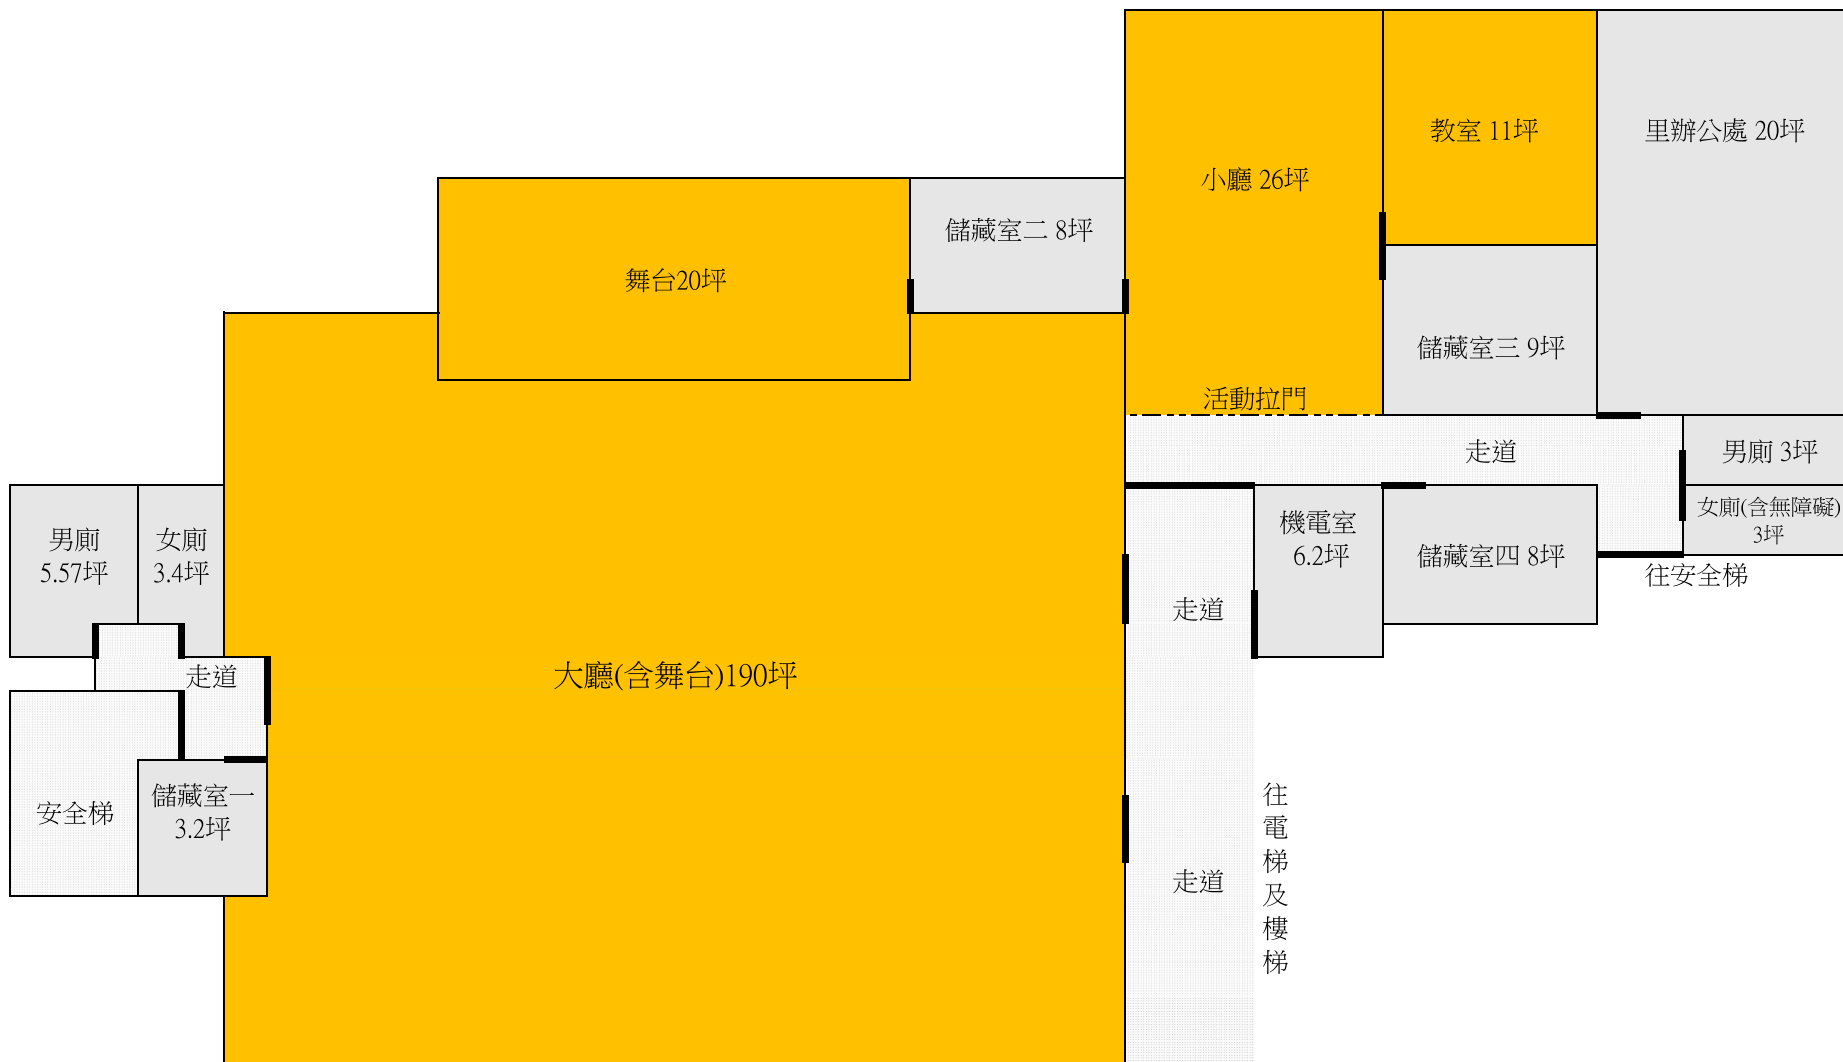 教室 11坪
里辦公處 20坪
小廳 26坪
儲藏室二 8坪
舞台20坪
儲藏室三 9坪
活動拉門
走道
男廁 3坪
女廁(含無障礙)
3坪
往安全梯
機電室
6.2坪
儲藏室四 8坪
男廁
5.57坪
女廁
3.4坪
走道
走道
大廳(含舞台)190坪
安全梯
儲藏室一
3.2坪
走道
往電梯及樓梯